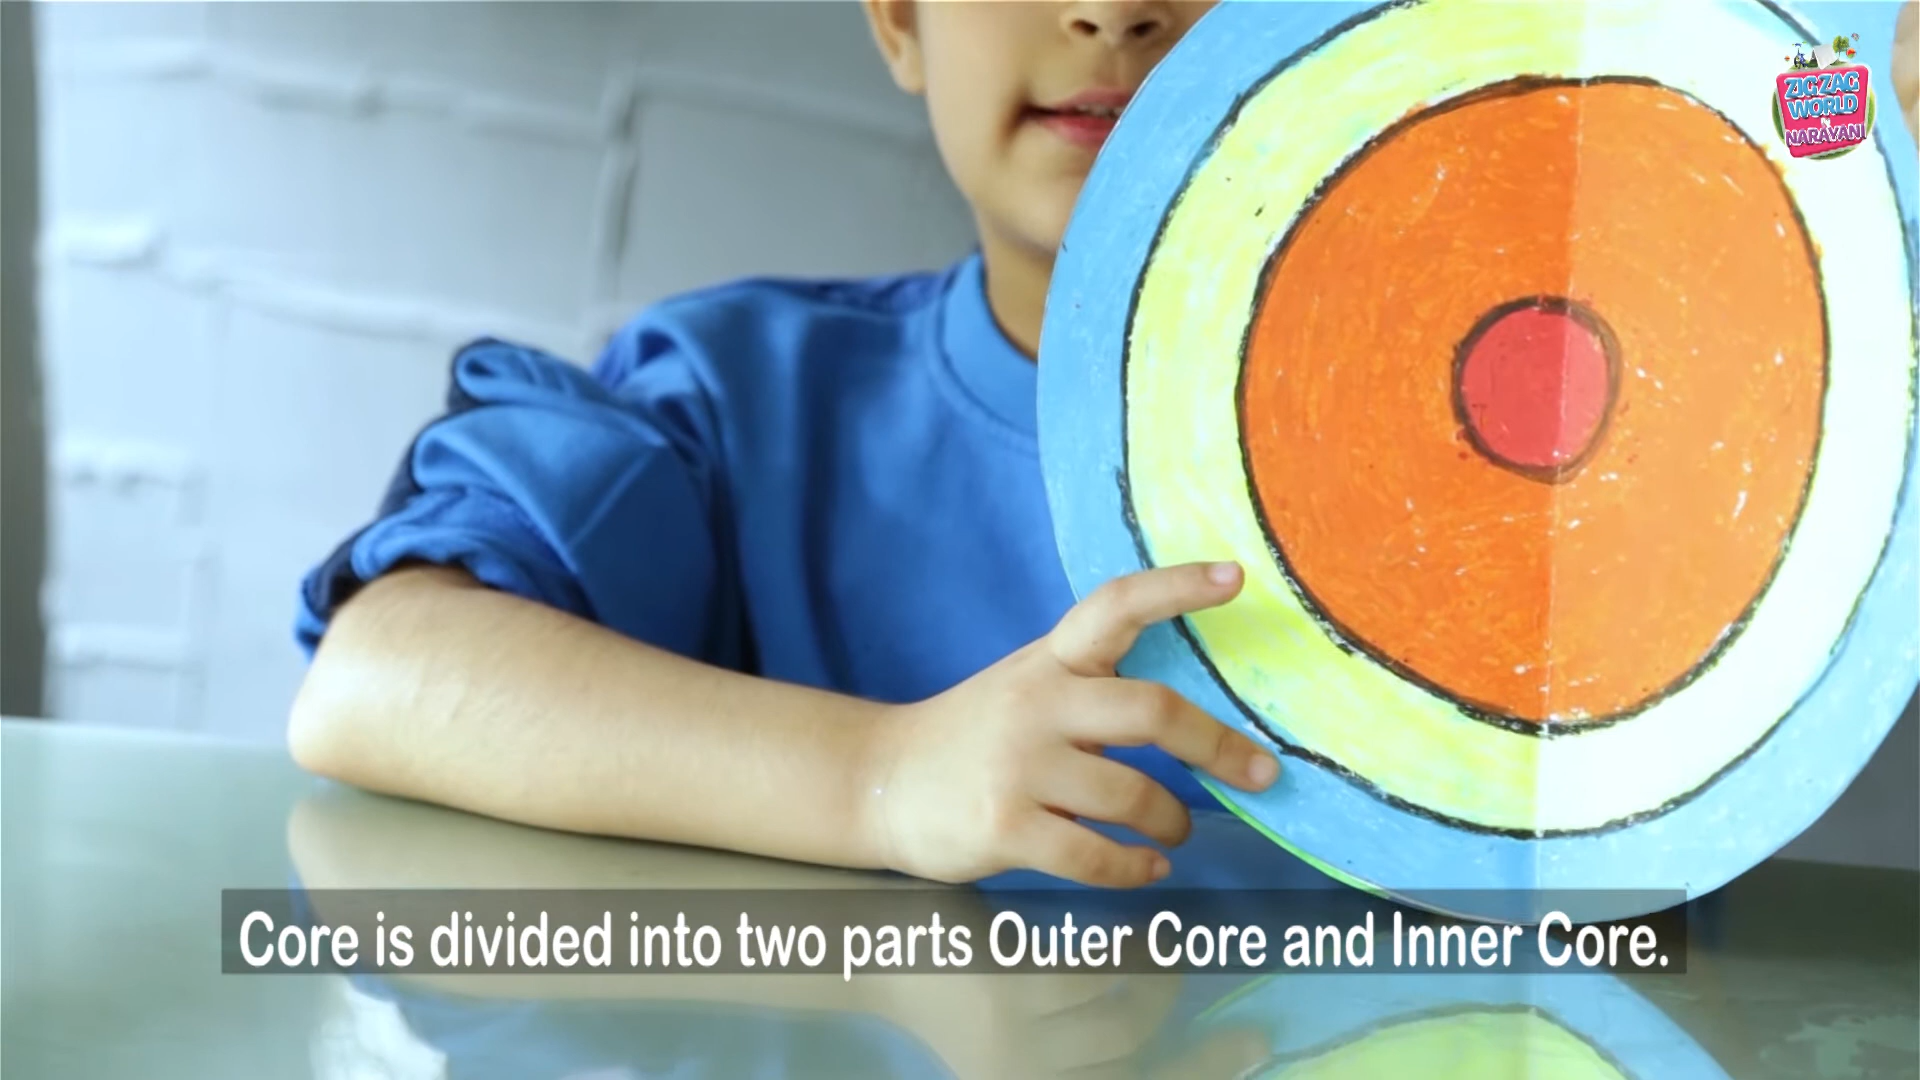 ZIGZAG
WORLD
NARAYANI
Core is divided into two parts Outer Core and Inner Core.